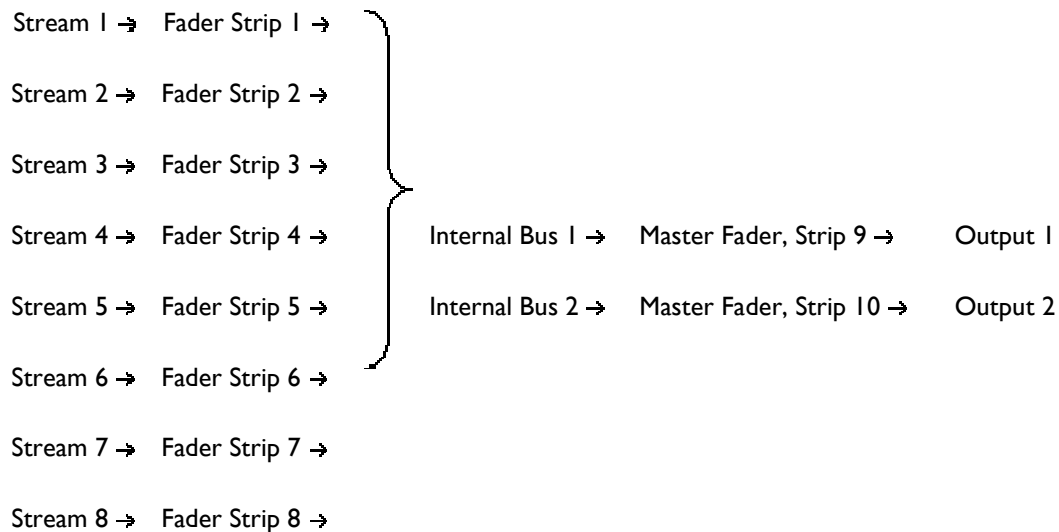 Stream 1 → Fader Strip 1 →
Stream 2 → Fader Strip 2 →
Stream 3 → Fader Strip 3 →
Stream 4 → Fader Strip 4 → Internal Bus 1 → Master Fader, Strip 9 → Output 1
Stream 5 → Fader Strip 5 → Internal Bus 2 → Master Fader, Strip 10 → Output 2
Stream 6 → Fader Strip 6 →
Stream 7 → Fader Strip 7 →
Stream 8 → Fader Strip 8 →